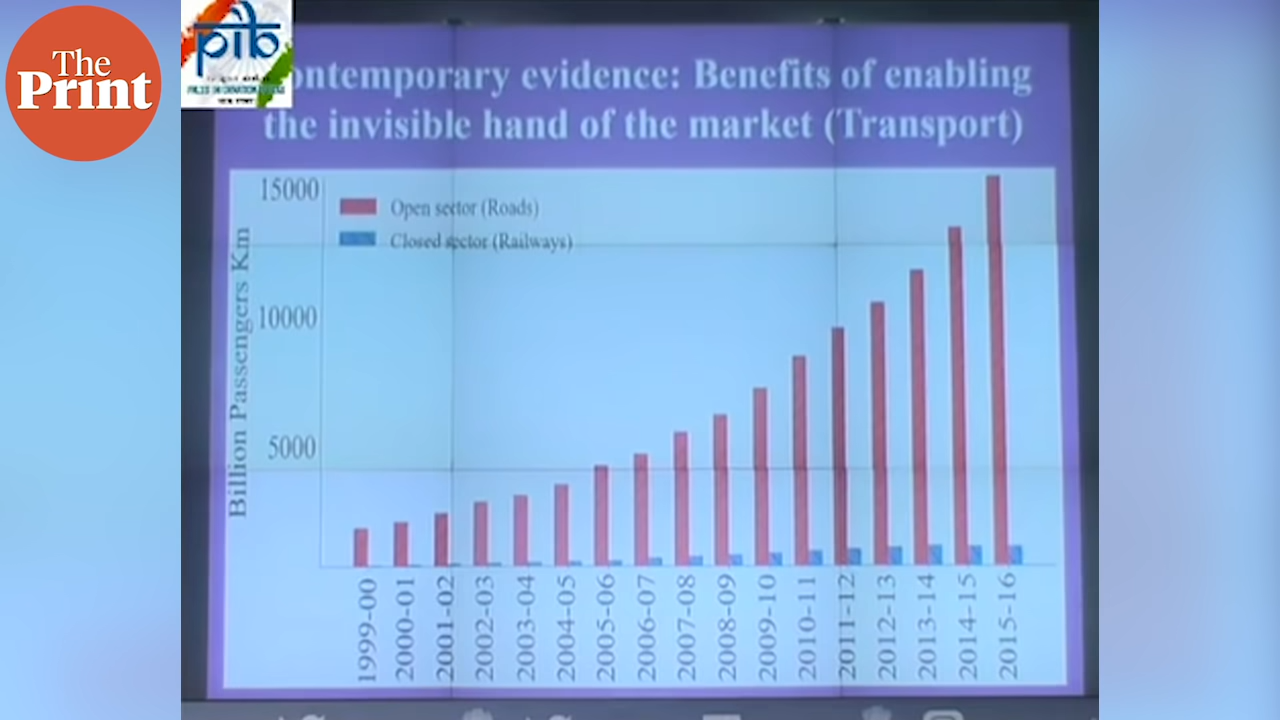 The
Print
pib
ontemporary evidence: Benefits of enabling
the invisible hand of the market (Transport)
15000
10000
5000
Billion Passengers Km
Open sector (Roads)
Closed sector (Railways)
1999-00
2000-01
2001-02
2002-03
2003-04
2004-05
2005-06
2006-07
2007-08
2008-09
2009-10
2010-11
2011-12
2012-13
2013-14
2014-15
2015-16